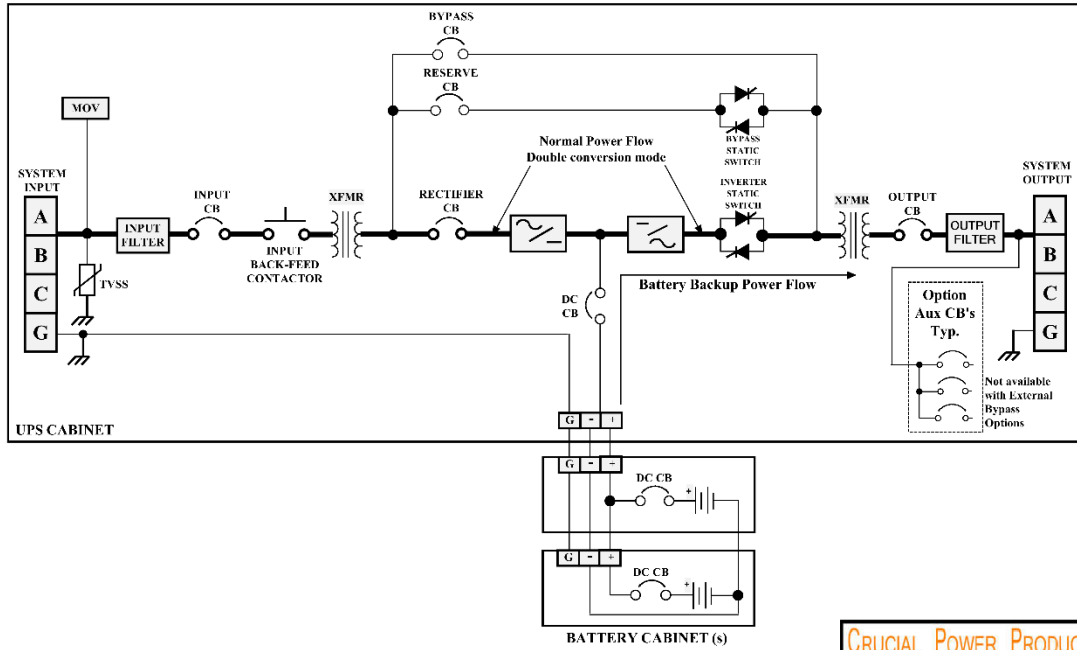 BYPASS
CB
RESERVE
CB
MOV
Normal Power Flow
Double conversion mode
BYPASS
STATIC
SWITCH
SYSTEM
INPUT
INPUT
CB
XFMR
RECTIFIER
CB
INVERTER
STATIC
SWITCH
XFMR
OUTPUT
CB
SYSTEM
OUTPUT
A
B
C
G
INPUT
FILTER
INPUT
BACK-FEED
CONTACTOR
TVSS
OUTPUT
FILTER
A
B
C
G
DC
CB
Battery Backup Power Flow
Option
Aux CB's
Typ.
Not available
with External
Bypass
Options
UPS CABINET
G - +
G - +
DC CB
+
G - +
DC CB
+
BATTERY CABINET (s)
CRUCIAL POWER PRODUC